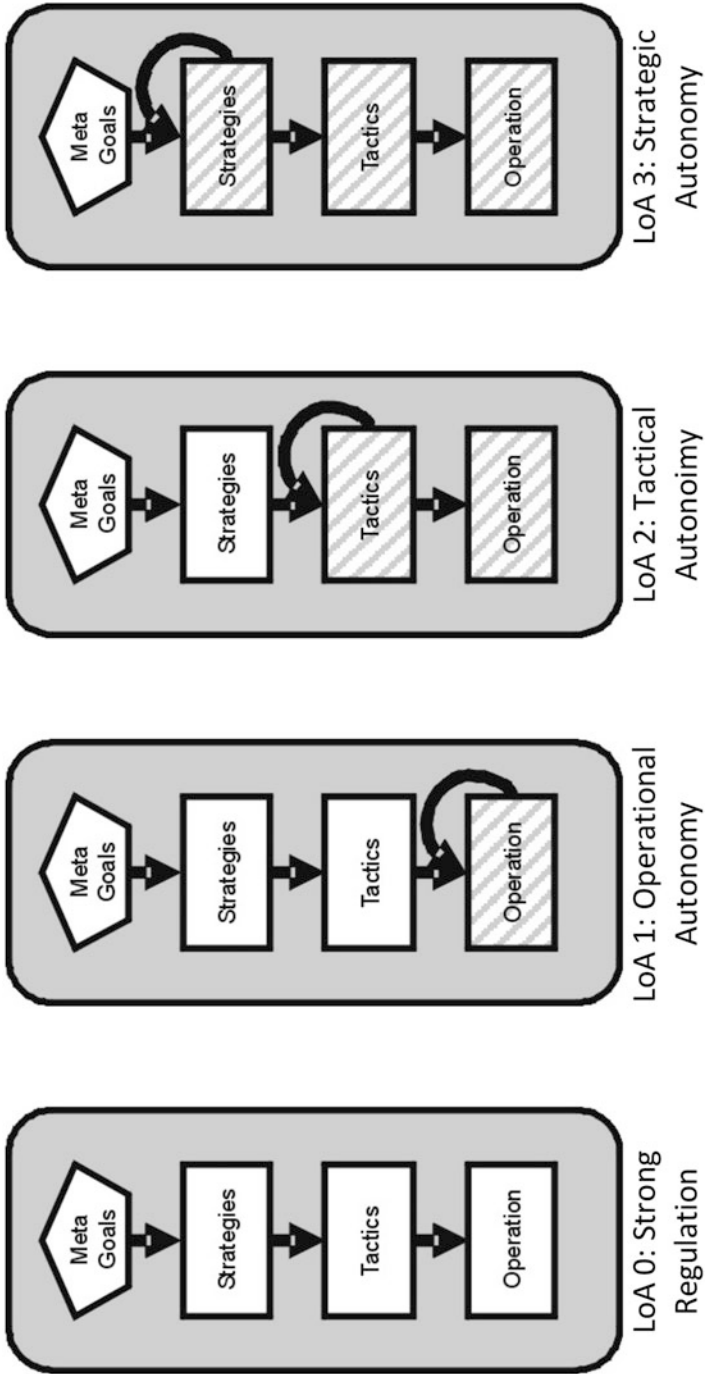 Meta
Goals
Strategies
Tactics
Operation
LoA 0: Strong
Regulation
Meta
Goals
Strategies
Tactics
Operation
LoA 1: Operational
Autonomy
Meta
Goals
Strategies
Tactics
Operation
LoA 2: Tactical
Autonoimy
Meta
Goals
Strategies
Tactics
Operation
LoA 3: Strategic
Autonomy